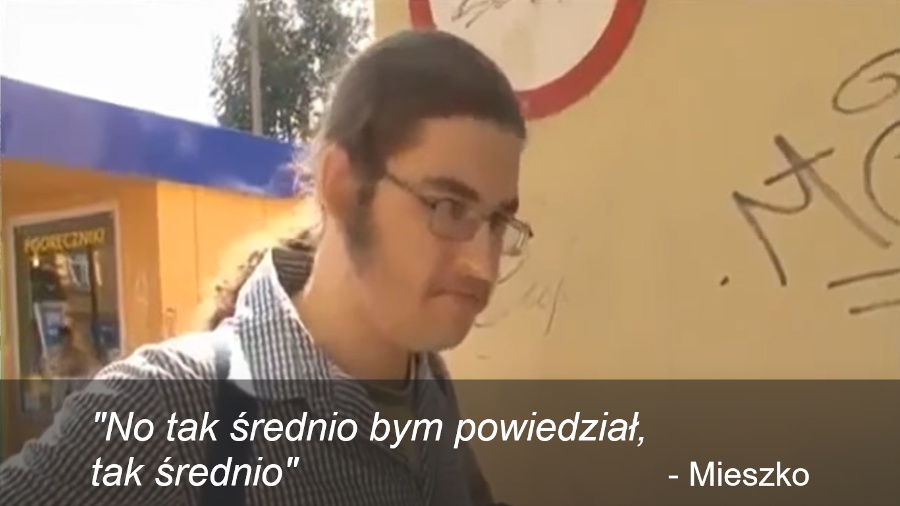 PODRĘCZNIKI
"No tak średnio bym powiedział,
tak średnio"
- Mieszko